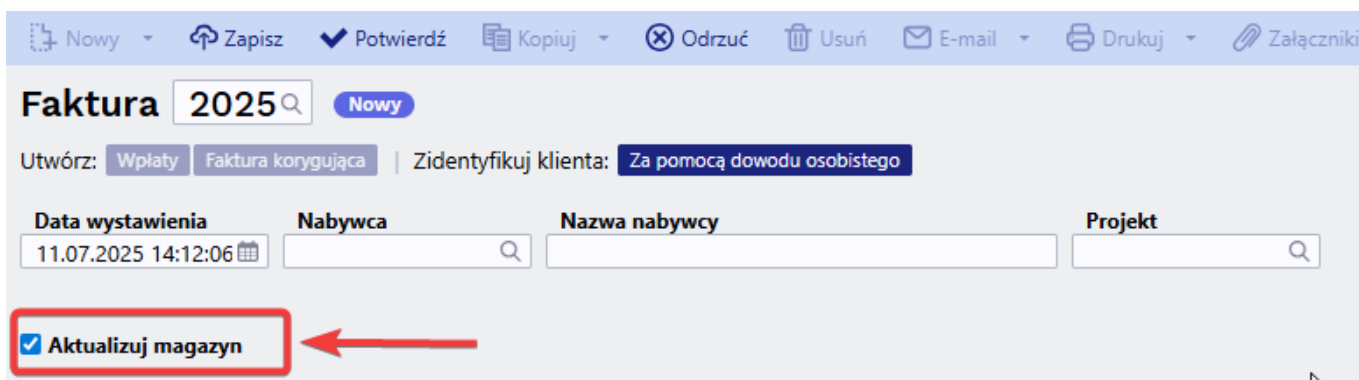 Nowy Zapisz Potwierdź Kopiuj Odrzuć Usuń E-mail Drukuj Załączniki
Faktura 2025 Nowy
Utwórz: Wpłaty Faktura korygująca | Zidentyfikuj klienta: Za pomocą dowodu osobistego
Data wystawienia Nabywca Nazwa nabywcy Projekt
11.07.2025 14:12:06
Aktualizuj magazyn